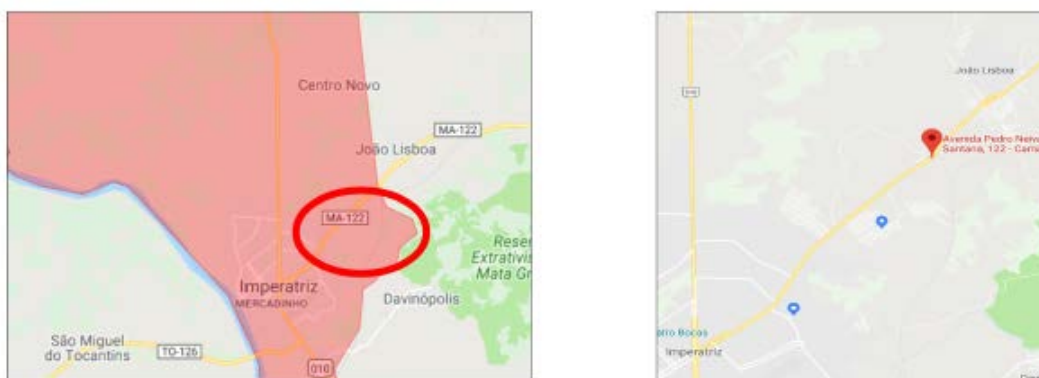 Centro Novo
MA-122
João Lisboa
MA-122
Reser
Extrativis
Mata Gr
Imperatriz
MERCADINHO
Davinópolis
São Miguel
do Tocantins
TO-126
010
João Lisboa
Avenida Pedro Neiva
Santana, 122 - Carris
Imperatriz